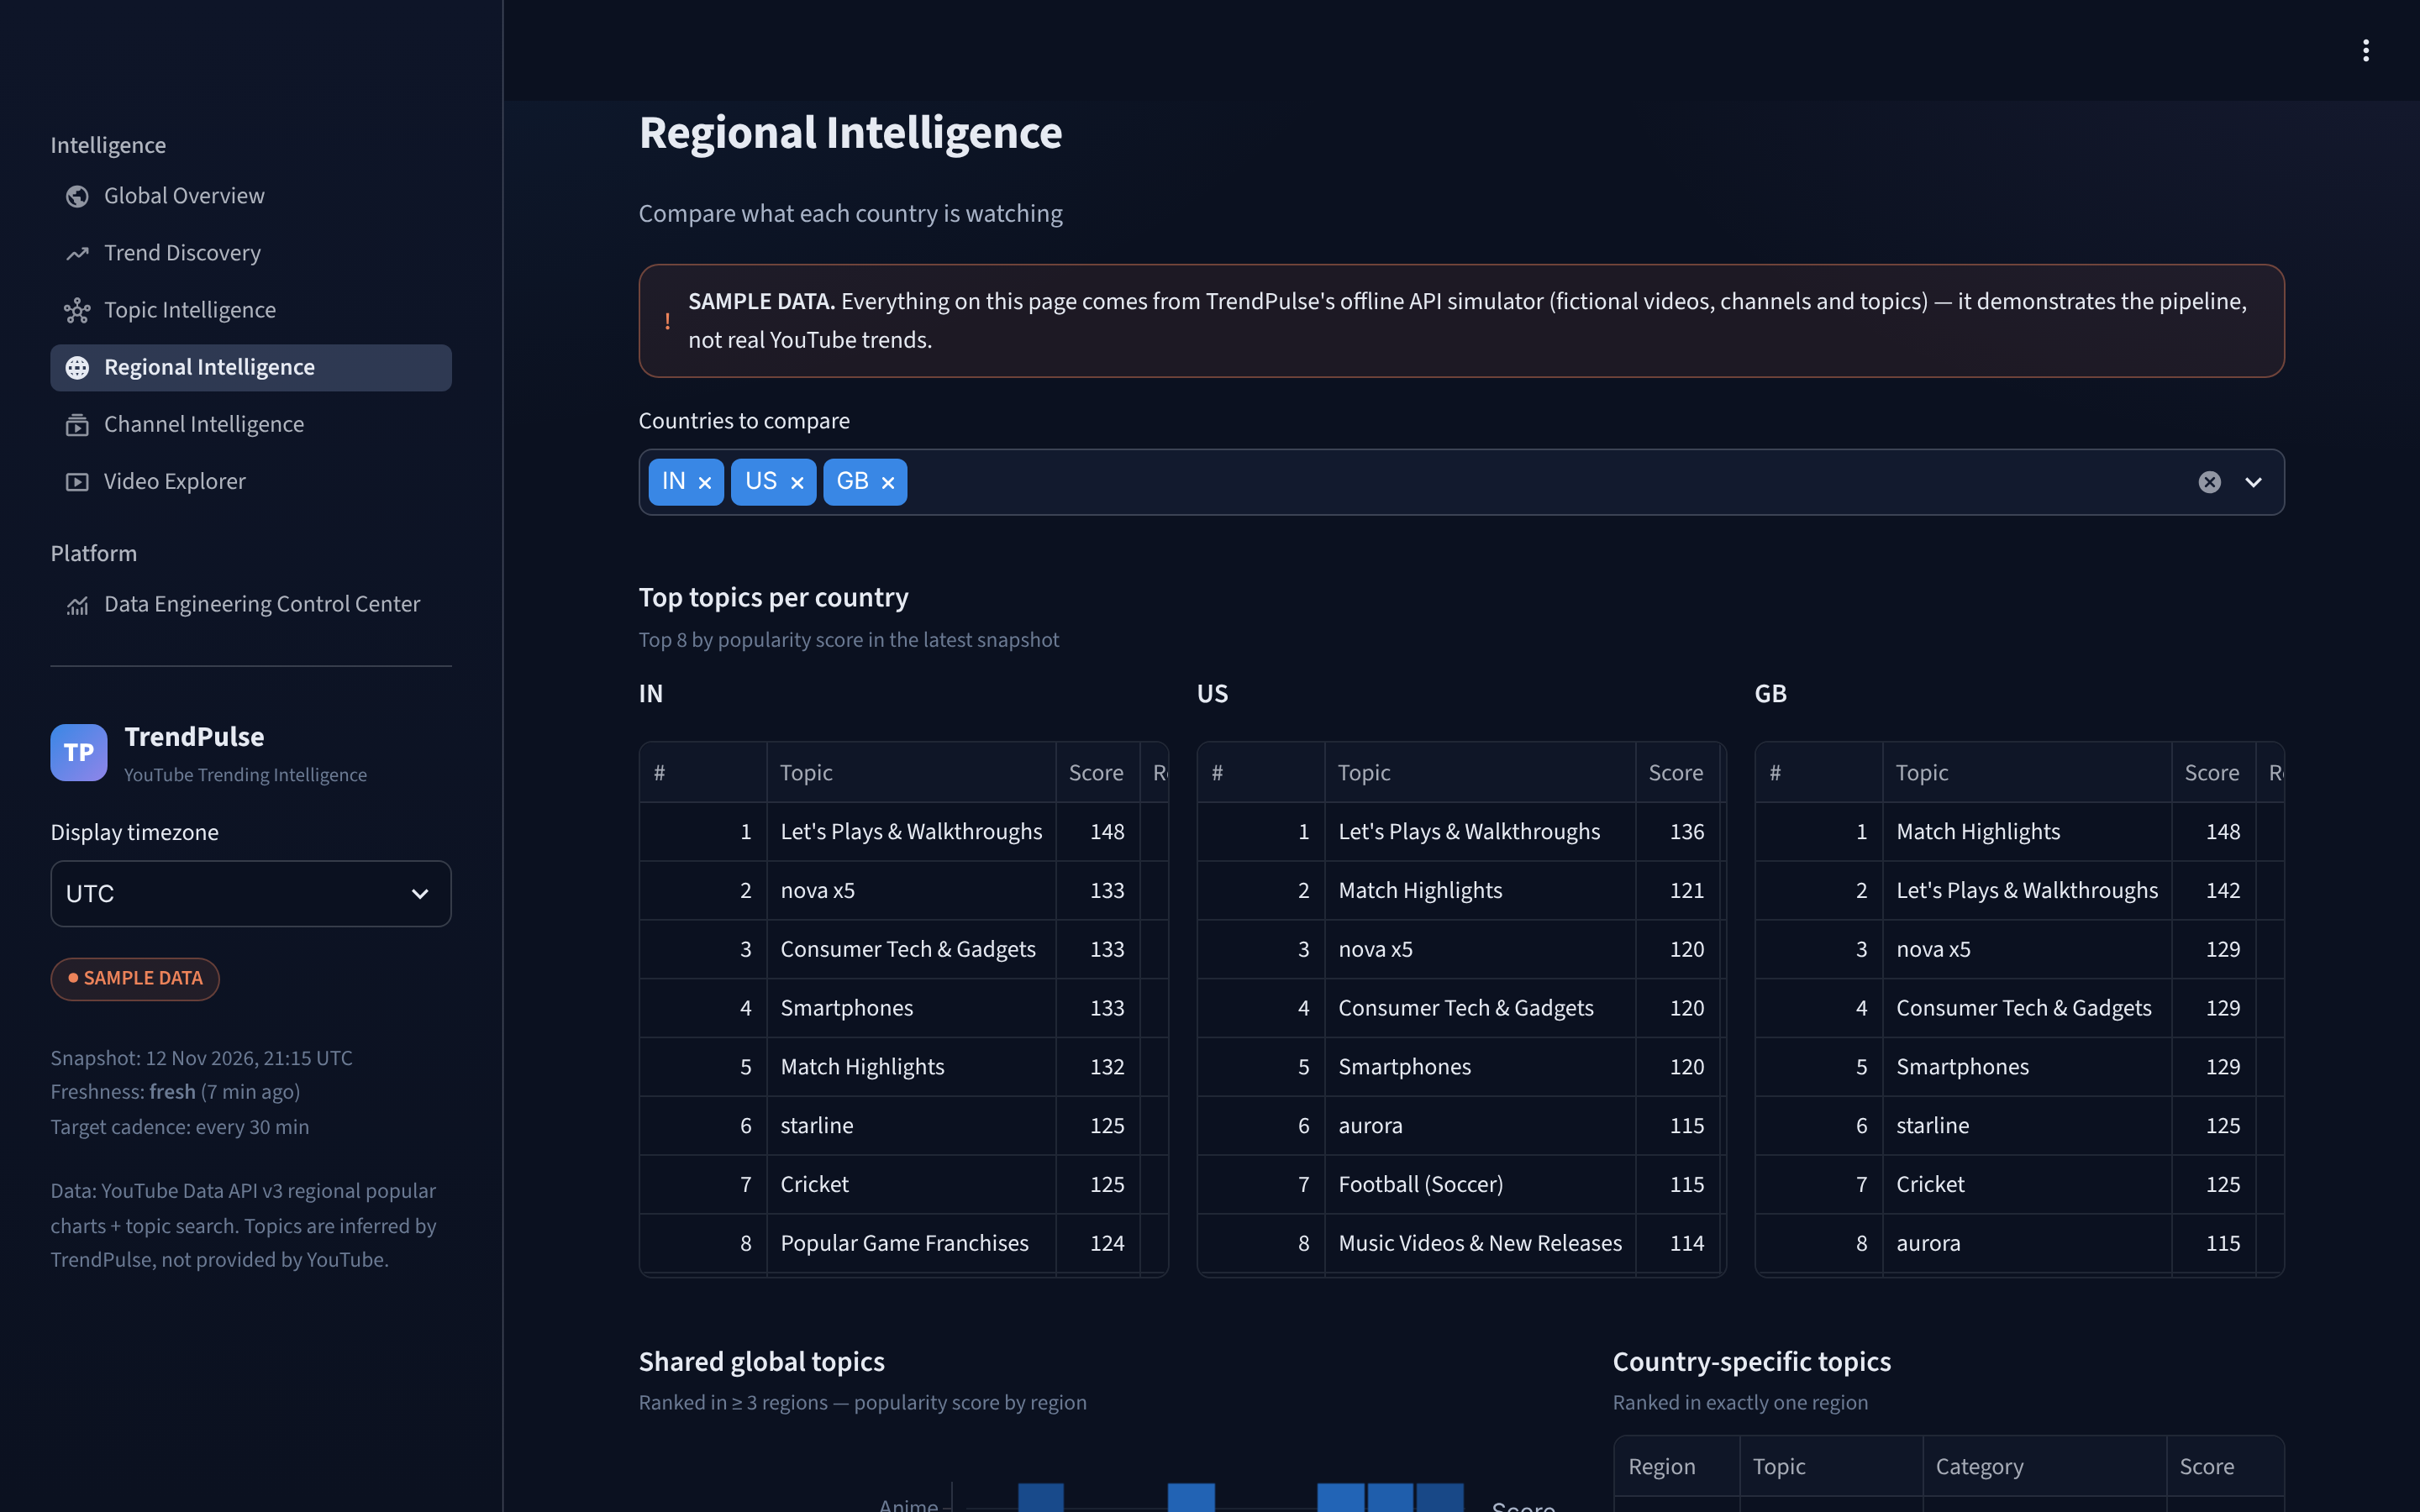 Intelligence
Global Overview
Trend Discovery
Topic Intelligence
Regional Intelligence
Channel Intelligence
Video Explorer
Platform
Data Engineering Control Center
TP
TrendPulse
YouTube Trending Intelligence
Display timezone
UTC
SAMPLE DATA
Snapshot: 12 Nov 2026, 21:15 UTC
Freshness: fresh (7 min ago)
Target cadence: every 30 min
Data: YouTube Data API v3 regional popular
charts + topic search. Topics are inferred by
TrendPulse, not provided by YouTube.
Regional Intelligence
Compare what each country is watching
! SAMPLE DATA. Everything on this page comes from TrendPulse's offline API simulator (fictional videos, channels and topics) — it demonstrates the pipeline,
not real YouTube trends.
Countries to compare
IN × US × GB ×
Top topics per country
Top 8 by popularity score in the latest snapshot
IN
# Topic Score
1 Let's Plays & Walkthroughs 148
2 nova x5 133
3 Consumer Tech & Gadgets 133
4 Smartphones 133
5 Match Highlights 132
6 starline 125
7 Cricket 125
8 Popular Game Franchises 124
US
# Topic Score
1 Let's Plays & Walkthroughs 136
2 Match Highlights 121
3 nova x5 120
4 Consumer Tech & Gadgets 120
5 Smartphones 120
6 aurora 115
7 Football (Soccer) 115
8 Music Videos & New Releases 114
GB
# Topic Score
1 Match Highlights 148
2 Let's Plays & Walkthroughs 142
3 nova x5 129
4 Consumer Tech & Gadgets 129
5 Smartphones 129
6 starline 125
7 Cricket 125
8 aurora 115
Shared global topics
Ranked in ≥ 3 regions — popularity score by region
Anime
Score
Country-specific topics
Ranked in exactly one region
Region Topic Category Score